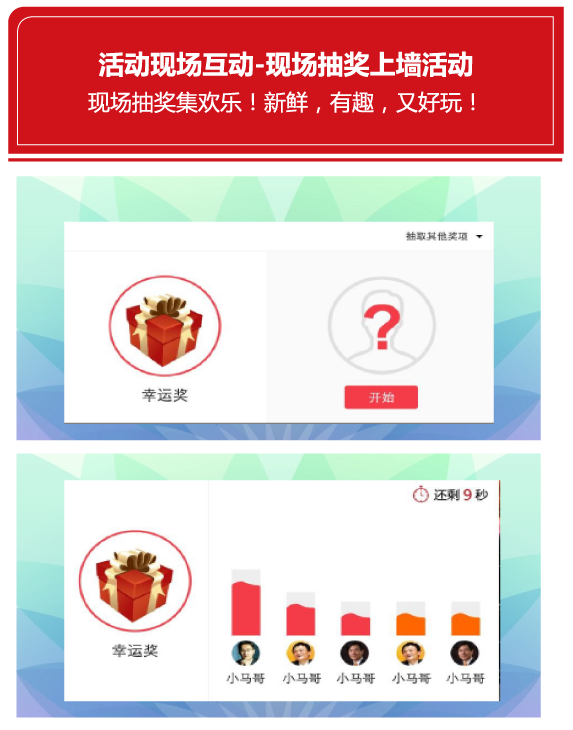 活动现场互动-现场抽奖上墙活动
现场抽奖集欢乐！新鲜，有趣，又好玩！
抽取其他奖项
?
幸运奖
开始
还剩 9 秒
幸运奖
小马哥 小马哥 小马哥 小马哥 小马哥